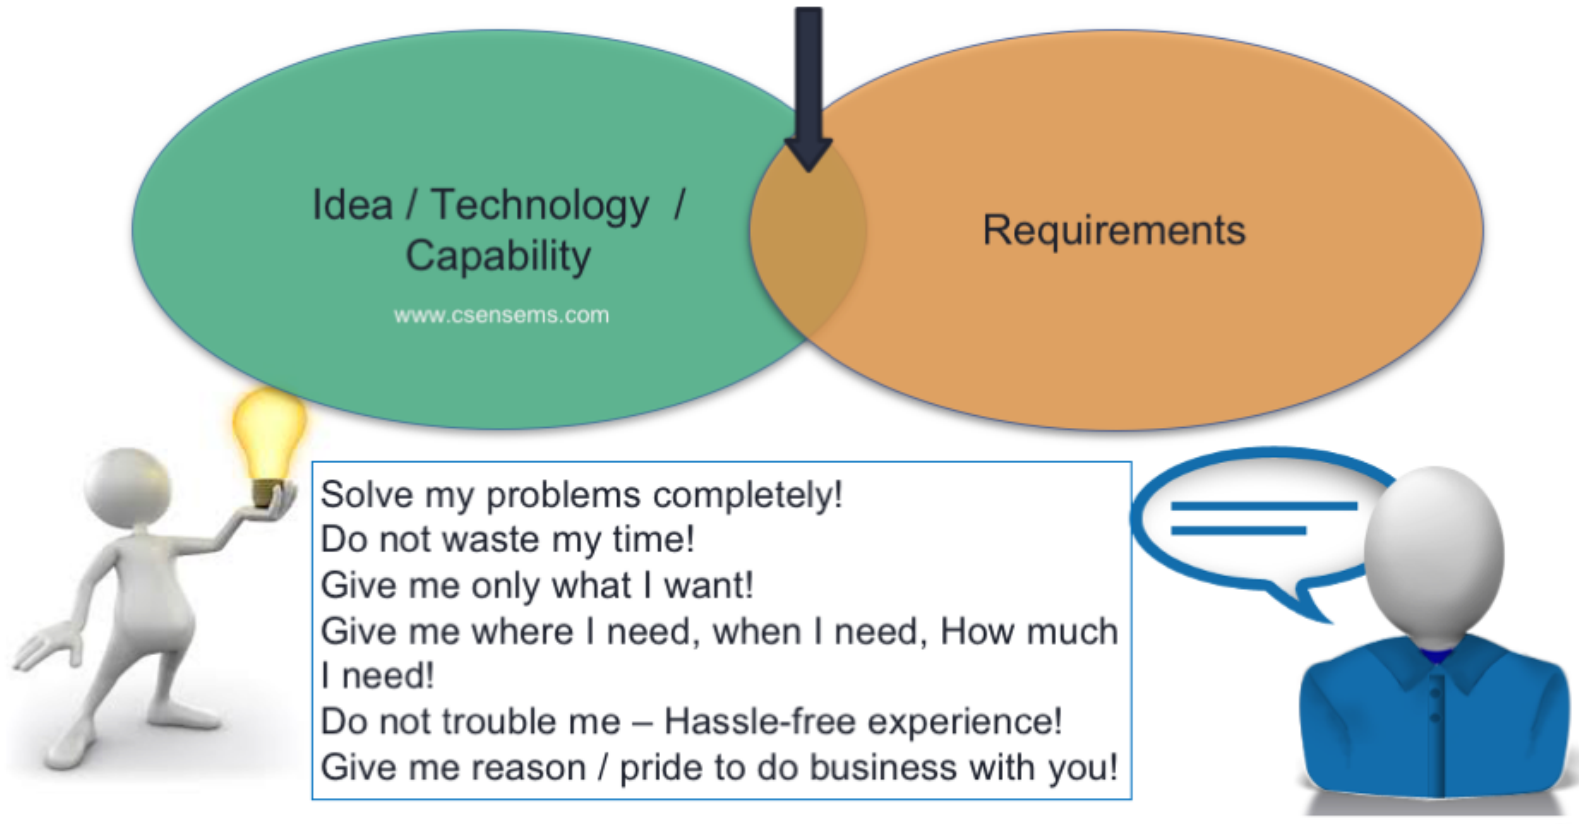 Idea / Technology /
Capability
www.csensems.com
Requirements
Solve my problems completely!
Do not waste my time!
Give me only what I want!
Give me where I need, when I need, How much
I need!
Do not trouble me – Hassle-free experience!
Give me reason / pride to do business with you!